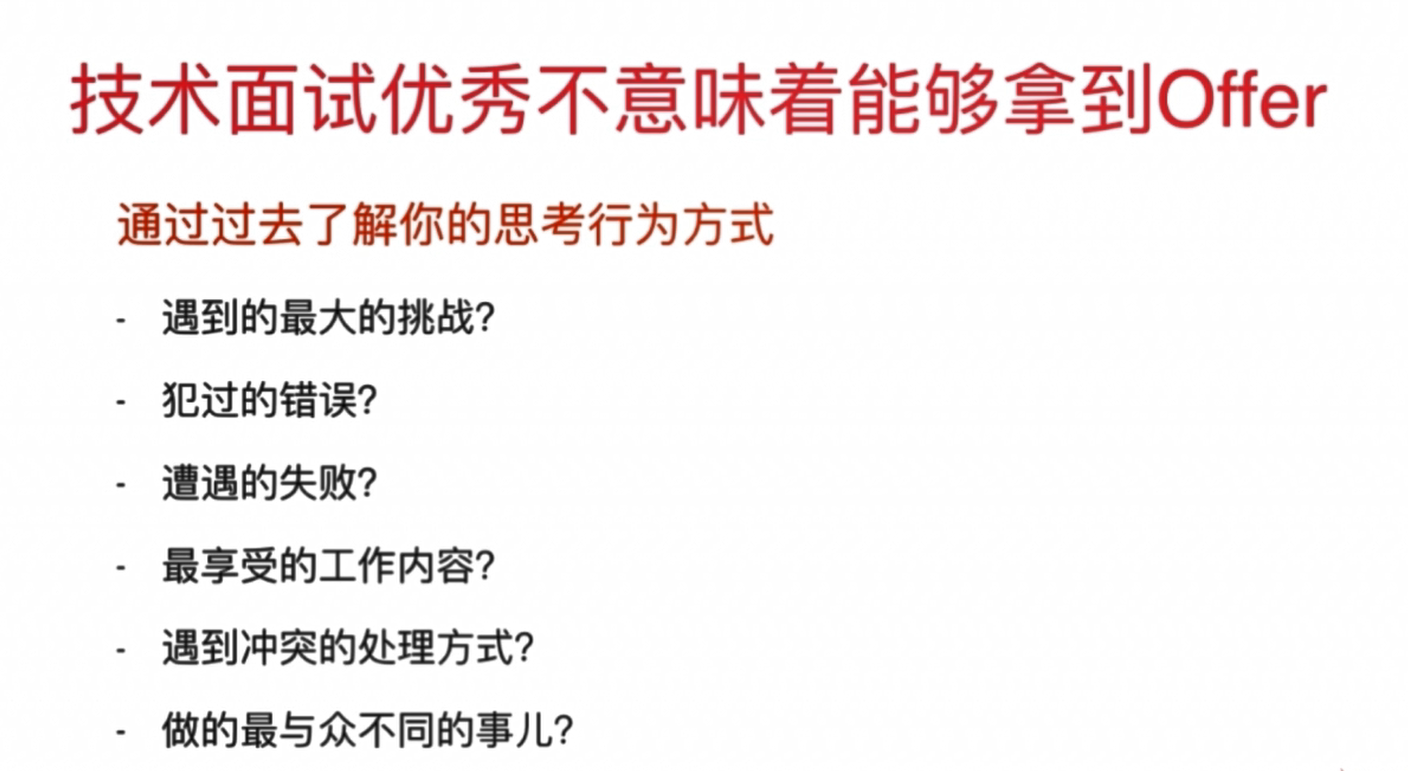 技术面试优秀不意味着能够拿到Offer
通过过去了解你的思考行为方式
- 遇到的最大的挑战?
- 犯过的错误?
- 遭遇的失败?
- 最享受的工作内容?
- 遇到冲突的处理方式?
- 做的最与众不同的事儿?